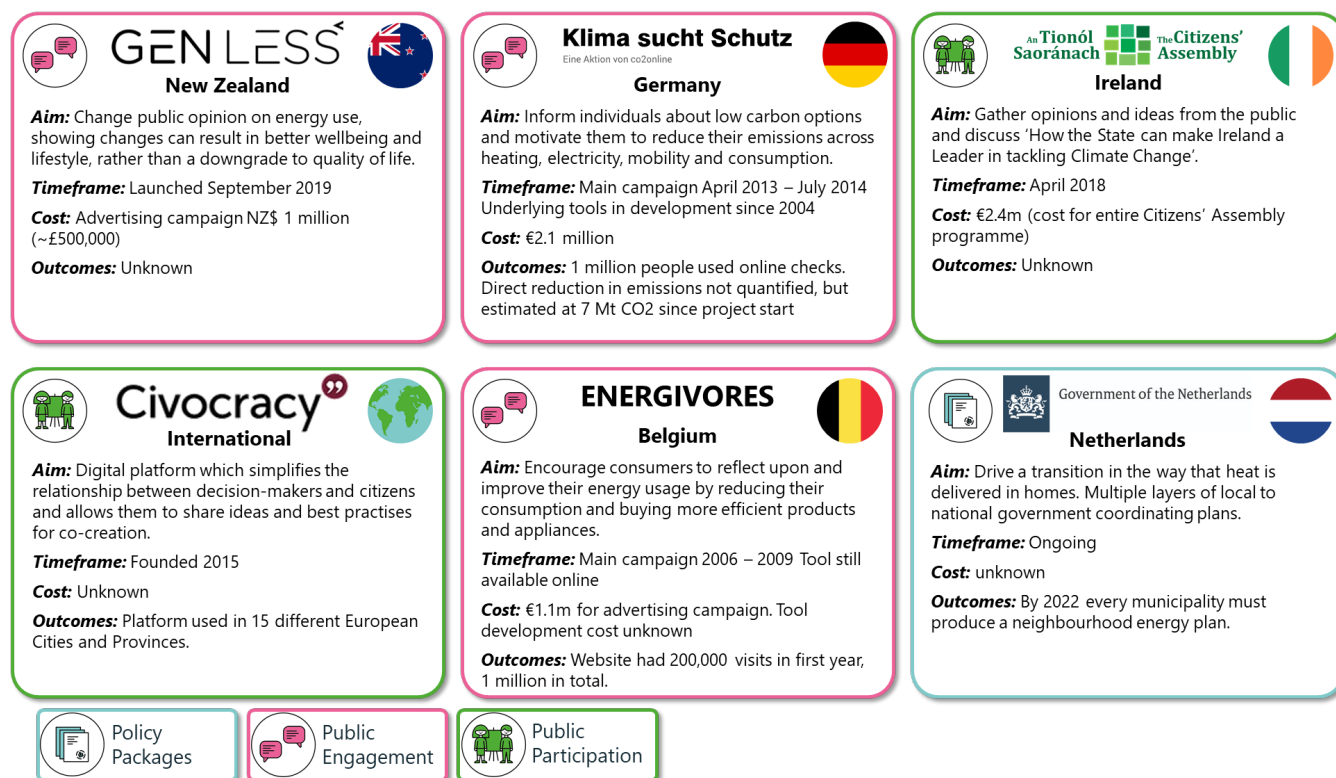 GEN LESS
New Zealand
Aim: Change public opinion on energy use,
showing changes can result in better wellbeing and
lifestyle, rather than a downgrade to quality of life.
Timeframe: Launched September 2019
Cost: Advertising campaign NZ$ 1 million
(~£500,000)
Outcomes: Unknown
Klima sucht Schutz
Eine Aktion von co2online
Germany
Aim: Inform individuals about low carbon options
and motivate them to reduce their emissions across
heating, electricity, mobility and consumption.
Timeframe: Main campaign April 2013 – July 2014
Underlying tools in development since 2004
Cost: €2.1 million
Outcomes: 1 million people used online checks.
Direct reduction in emissions not quantified, but
estimated at 7 Mt CO2 since project start
An Tionól
Saoránach
The Citizens'
Assembly
Ireland
Aim: Gather opinions and ideas from the public
and discuss ‘How the State can make Ireland a
Leader in tackling Climate Change’.
Timeframe: April 2018
Cost: €2.4m (cost for entire Citizens’ Assembly
programme)
Outcomes: Unknown
Civocracy
International
Aim: Digital platform which simplifies the
relationship between decision-makers and citizens
and allows them to share ideas and best practises
for co-creation.
Timeframe: Founded 2015
Cost: Unknown
Outcomes: Platform used in 15 different European
Cities and Provinces.
ENERGIVORES
Belgium
Aim: Encourage consumers to reflect upon and
improve their energy usage by reducing their
consumption and buying more efficient products
and appliances.
Timeframe: Main campaign 2006 – 2009 Tool still
available online
Cost: €1.1m for advertising campaign. Tool
development cost unknown
Outcomes: Website had 200,000 visits in first year,
1 million in total.
Government of the Netherlands
Netherlands
Aim: Drive a transition in the way that heat is
delivered in homes. Multiple layers of local to
national government coordinating plans.
Timeframe: Ongoing
Cost: unknown
Outcomes: By 2022 every municipality must
produce a neighbourhood energy plan.
Policy
Packages
Public
Engagement
Public
Participation